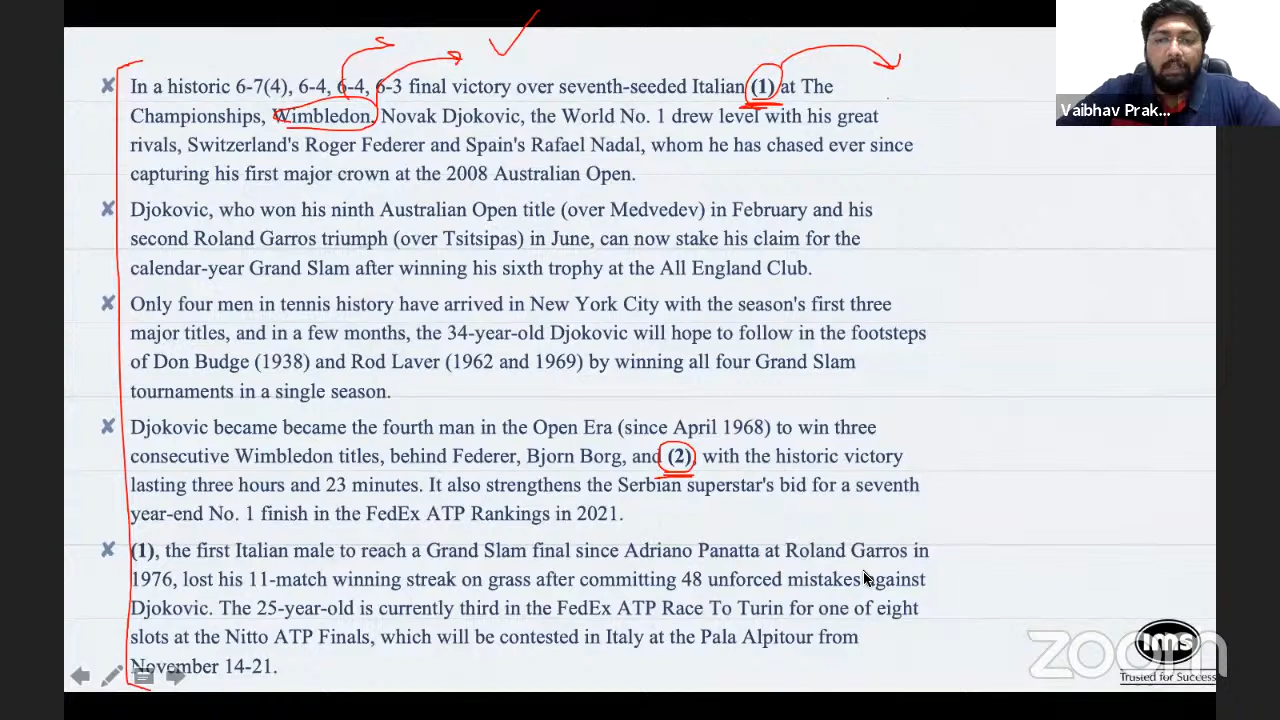 In a historic 6-7(4), 6-4, 6-4, 6-3 final victory over seventh-seeded Italian (1) at The
Championships, Wimbledon, Novak Djokovic, the World No. 1 drew level with his great
rivals, Switzerland's Roger Federer and Spain's Rafael Nadal, whom he has chased ever since
capturing his first major crown at the 2008 Australian Open.
Djokovic, who won his ninth Australian Open title (over Medvedev) in February and his
second Roland Garros triumph (over Tsitsipas) in June, can now stake his claim for the
calendar-year Grand Slam after winning his sixth trophy at the All England Club.
Only four men in tennis history have arrived in New York City with the season's first three
major titles, and in a few months, the 34-year-old Djokovic will hope to follow in the footsteps
of Don Budge (1938) and Rod Laver (1962 and 1969) by winning all four Grand Slam
tournaments in a single season.
Djokovic became became the fourth man in the Open Era (since April 1968) to win three
consecutive Wimbledon titles, behind Federer, Bjorn Borg, and (2), with the historic victory
lasting three hours and 23 minutes. It also strengthens the Serbian superstar's bid for a seventh
year-end No. 1 finish in the FedEx ATP Rankings in 2021.
(1), the first Italian male to reach a Grand Slam final since Adriano Panatta at Roland Garros in
1976, lost his 11-match winning streak on grass after committing 48 unforced mistakes against
Djokovic. The 25-year-old is currently third in the FedEx ATP Race To Turin for one of eight
slots at the Nitto ATP Finals, which will be contested in Italy at the Pala Alpitour from
November 14-21.
Vaibhav Prak...
ims
Trusted for Success
zoom